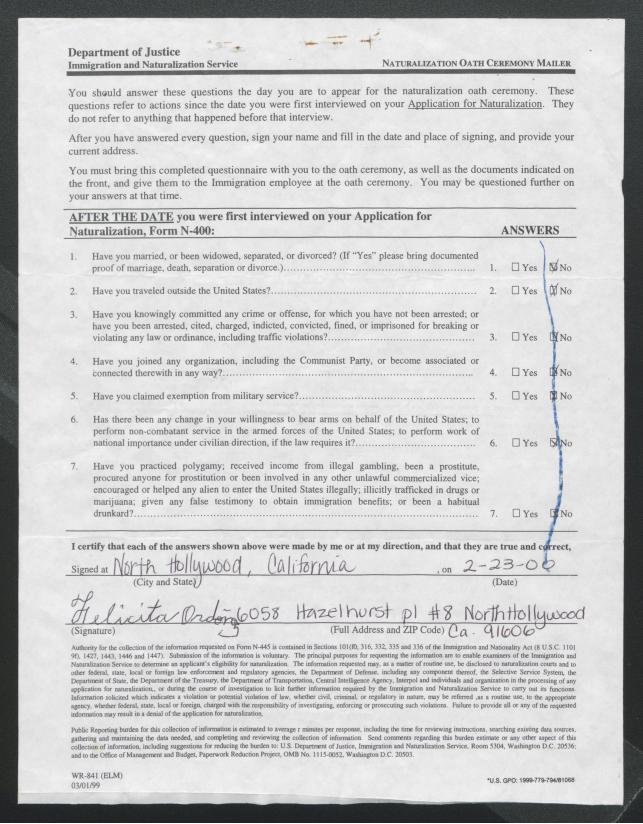 Department of Justice
Immigration and Naturalization Service NATURALIZATION OATH CEREMONY MAILER
You should answer these questions the day you are to appear for the naturalization oath ceremony. These
questions refer to actions since the date you were first interviewed on your Application for Naturalization. They
do not refer to anything that happened before that interview.
After you have answered every question, sign your name and fill in the date and place of signing, and provide your
current address.
You must bring this completed questionnaire with you to the oath ceremony, as well as the documents indicated on
the front, and give them to the Immigration employee at the oath ceremony. You may be questioned further on
your answers at that time.
AFTER THE DATE you were first interviewed on your Application for
Naturalization, Form N-400: ANSWERS
1. Have you married, or been widowed, separated, or divorced? (If "Yes" please bring documented
proof of marriage, death, separation or divorce.)..... 1. ☐ Yes ☒ No
2. Have you traveled outside the United States?..... 2. ☐ Yes ☒ No
3. Have you knowingly committed any crime or offense, for which you have not been arrested; or
have you been arrested, cited, charged, indicted, convicted, fined, or imprisoned for breaking or
violating any law or ordinance, including traffic violations?..... 3. ☐ Yes ☒ No
4. Have you joined any organization, including the Communist Party, or become associated or
connected therewith in any way?..... 4. ☐ Yes ☒ No
5. Have you claimed exemption from military service?..... 5. ☐ Yes ☒ No
6. Has there been any change in your willingness to bear arms on behalf of the United States; to
perform non-combatant service in the armed forces of the United States; to perform work of
national importance under civilian direction, if the law requires it?..... 6. ☐ Yes ☒ No
7. Have you practiced polygamy; received income from illegal gambling, been a prostitute,
procured anyone for prostitution or been involved in any other unlawful commercialized vice;
encouraged or helped any alien to enter the United States illegally; illicitly trafficked in drugs or
marijuana; given any false testimony to obtain immigration benefits; or been a habitual
drunkard?..... 7. ☐ Yes ☒ No
I certify that each of the answers shown above were made by me or at my direction, and that they are true and correct,
Signed at North Hollywood, California , on 2-23-00
(City and State) (Date)
Felicita 6058 Hazelhurst pl #8 North Hollywood
(Signature) (Full Address and ZIP Code) Ca. 91606
Authority for the collection of the information requested on Form N-445 is contained in Sections 101(f), 316, 332, 335 and 336 of the Immigration and Nationality Act (8 U.S.C. 1101
9f), 1427, 1443, 1446 and 1447). Submission of the information is voluntary. The principal purposes for requesting the information are to enable examiners of the Immigration and
Naturalization Service to determine an applicant's eligibility for naturalization. The information requested may, as a matter of routine use, be disclosed to naturalization courts and to
other federal, state, local or foreign law enforcement and regulatory agencies, the Department of Defense, including any component thereof, the Selective Service System, the
Department of State, the Department of the Treasury, the Department of Transportation, Central Intelligence Agency, Interpol and individuals and organization in the processing of any
application for naturalization,, or during the course of investigation to licit further information required by the Immigration and Naturalization Service to carry out its functions.
Information solicited which indicates a violation or potential violation of law, whether civil, criminal, or regulatory in nature, may be referred, as a routine use, to the appropriate
agency, whether federal, state, local or foreign, charged with the responsibility of investigating, enforcing or prosecuting such violations. Failure to provide all or any of the requested
information may result in a denial of the application for naturalization.
Public Reporting burden for this collection of information is estimated to average r minutes per response, including the time for reviewing instructions, searching existing data sources,
gathering and maintaining the data needed, and completing and reviewing the collection of information. Send comments regarding this burden estimate or any other aspect of this
collection of information, including suggestions for reducing the burden to: U.S. Department of Justice, Immigration and Naturalization Service, Room 5304, Washington D.C. 20536;
and to the Office of Management and Budget, Paperwork Reduction Project, OMB No. 1115-0052, Washington D.C. 20503.
WR-841 (ELM)
03/01/99 *U.S. GPO: 1999-779-794/81068